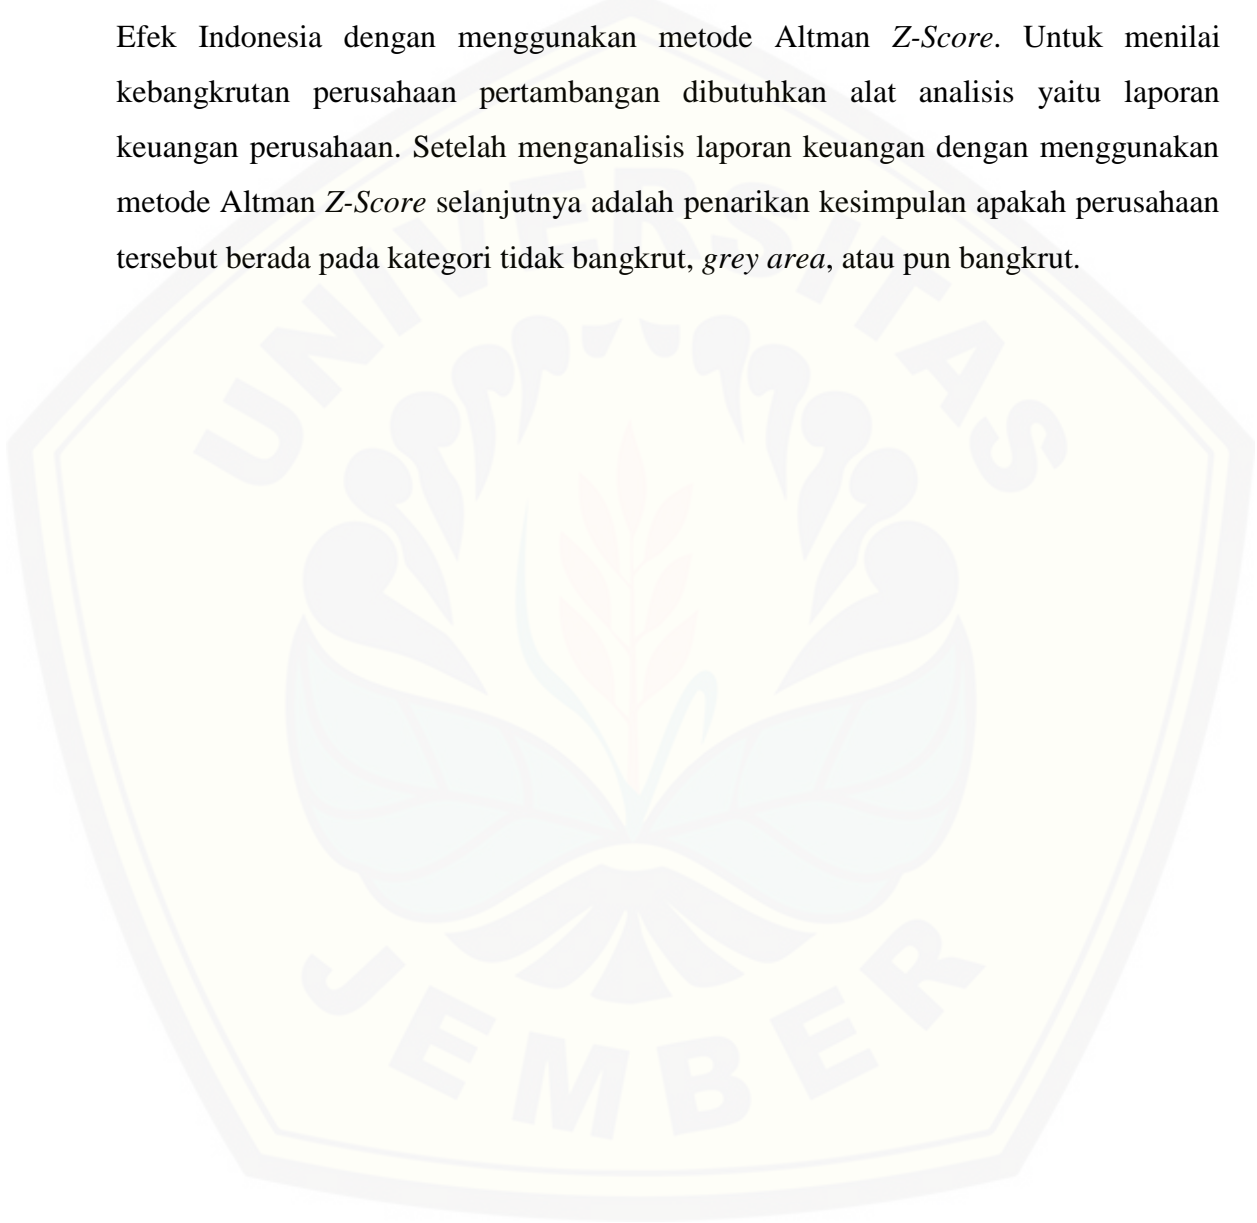 Efek Indonesia dengan menggunakan metode Altman Z-Score. Untuk menilai
kebangkrutan perusahaan pertambangan dibutuhkan alat analisis yaitu laporan
keuangan perusahaan. Setelah menganalisis laporan keuangan dengan menggunakan
metode Altman Z-Score selanjutnya adalah penarikan kesimpulan apakah perusahaan
tersebut berada pada kategori tidak bangkrut, grey area, atau pun bangkrut.
UNIVERSITAS
JEMBER